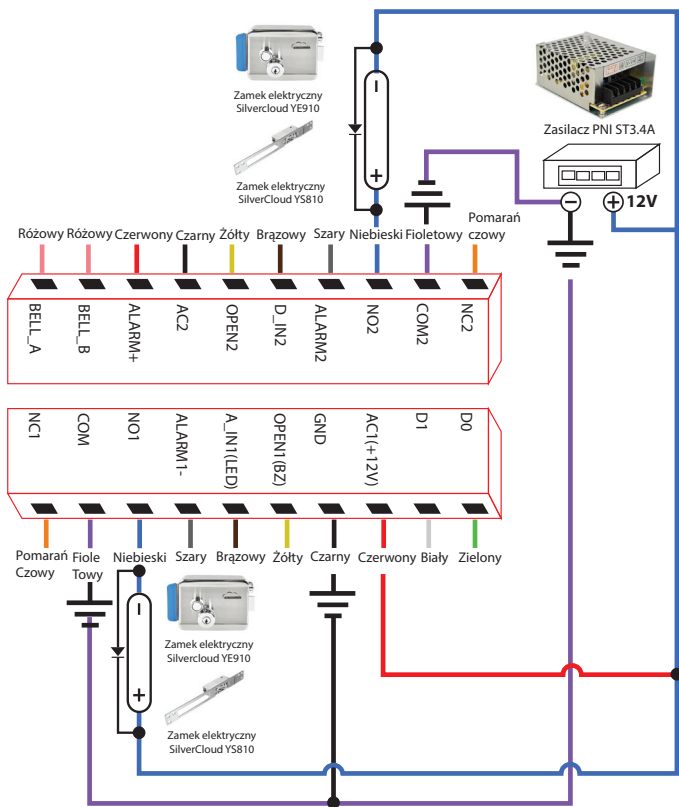 Zamek elektryczny
Silvercloud YE910
Zamek elektryczny
SilverCloud YS810
Zasilacz PNI ST3.4A
12V
Różowy Różowy Czerwony Czarny Żółty Brązowy Szary Niebieski Fioletowy Pomarań
czowy
BELL_A
BELL_B
ALARM+
AC2
OPEN2
D_IN2
ALARM2
NO2
COM2
NC2
NC1
COM
NO1
ALARM1-
A_IN1(LED)
OPEN1(BZ)
GND
AC1(+12V)
D1
D0
Pomarań Fiole Niebieski Szary Brązowy Żółty Czarny Czerwony Biały Zielony
Czowy Towy
Zamek elektryczny
Silvercloud YE910
Zamek elektryczny
SilverCloud YS810